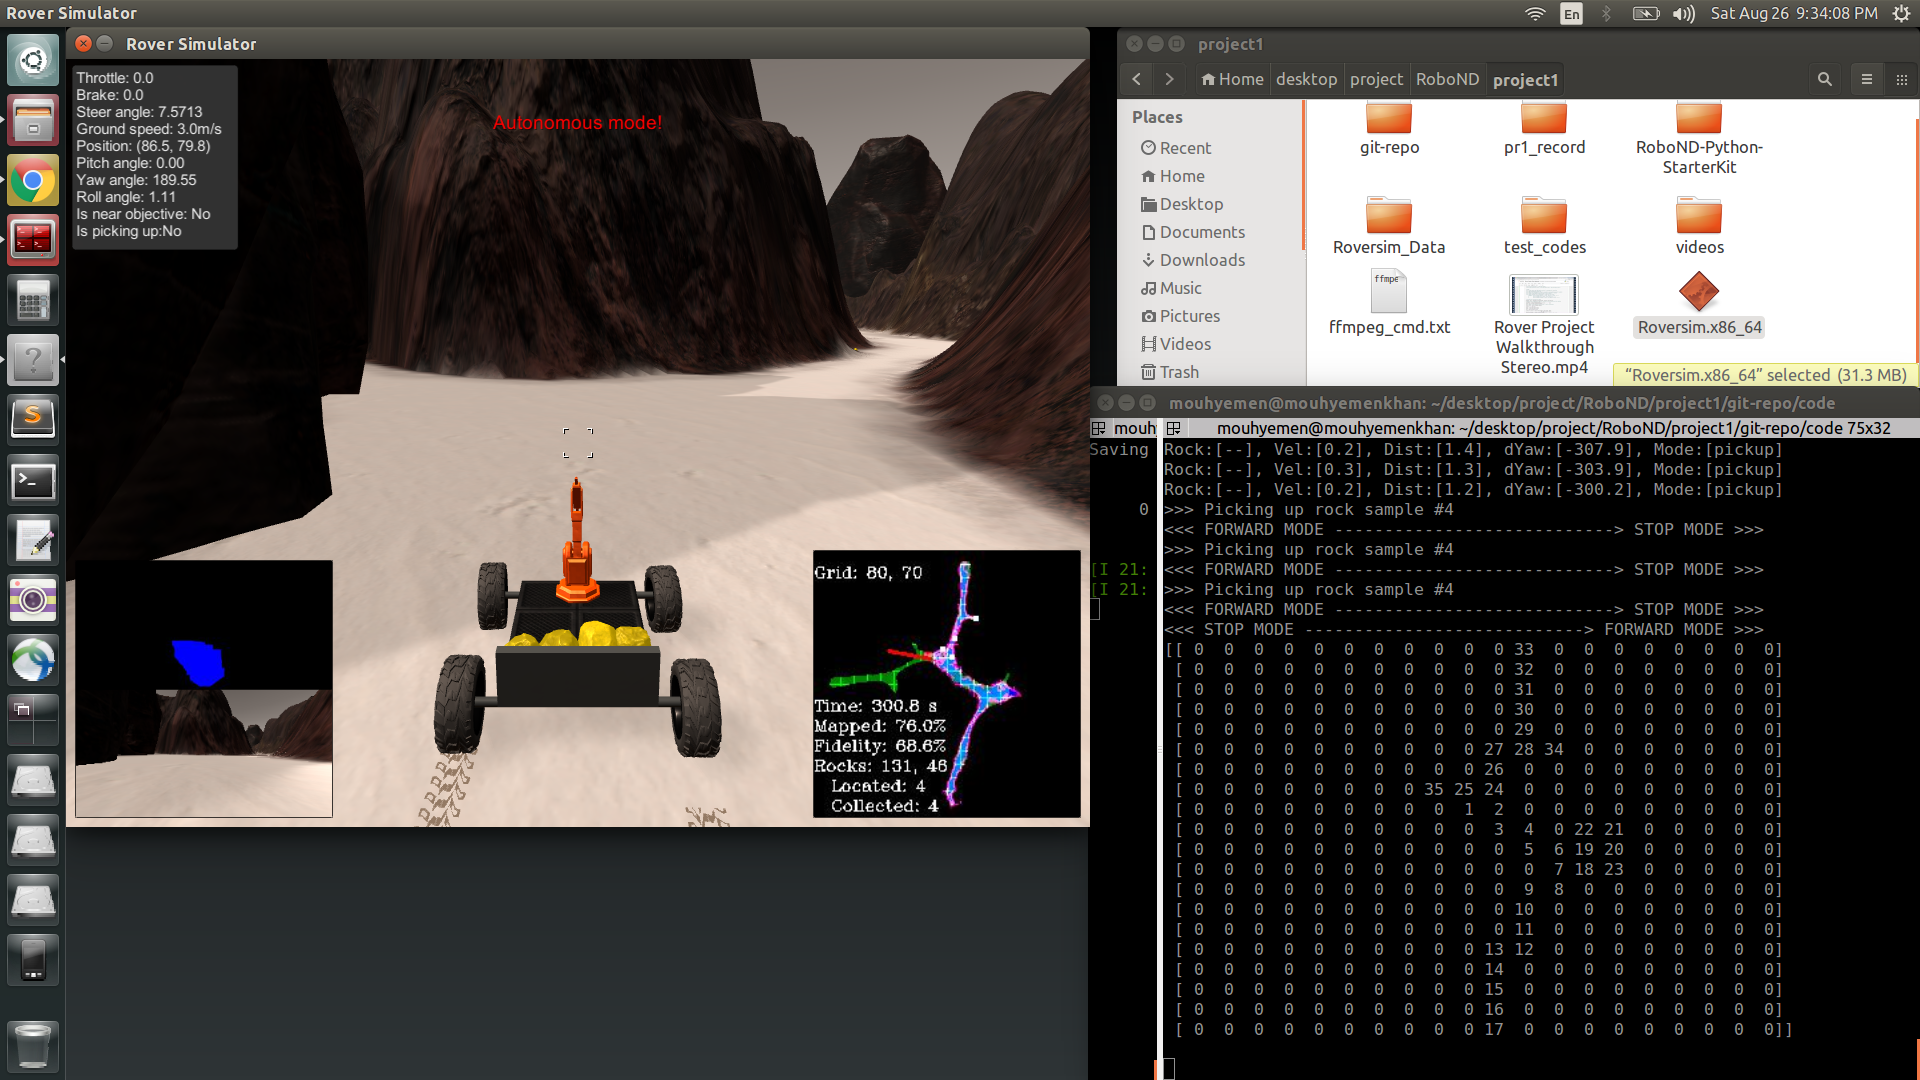 Rover Simulator
En
Sat Aug 26 9:34:08 PM
Rover Simulator
Throttle: 0.0
Brake: 0.0
Steer angle: 7.5713
Ground speed: 3.0m/s
Position: (86.5, 79.8)
Pitch angle: 0.00
Yaw angle: 189.55
Roll angle: 1.11
Is near objective: No
Is picking up:No
Autonomous mode!
Grid: 80, 70
Time: 300.8 s
Mapped: 76.0%
Fidelity: 68.6%
Rocks: 131, 46
Located: 4
Collected: 4
project1
Home desktop project RoboND project1
Places
Recent
Home
Desktop
Documents
Downloads
Music
Pictures
Videos
Trash
git-repo
pr1_record
RoboND-Python-
StarterKit
Roversim_Data
test_codes
videos
ffmpe
ffmpeg_cmd.txt
Rover Project
Walkthrough
Stereo.mp4
Roversim.x86_64
“Roversim.x86_64” selected (31.3 MB)
mouhyemen@mouhyemenkhan: ~/desktop/project/RoboND/project1/git-repo/code
mouhy
mouhyemen@mouhyemenkhan: ~/desktop/project/RoboND/project1/git-repo/code 75x32
Saving
0
[I 21:
[I 21:
Rock:[--], Vel:[0.2], Dist:[1.4], dYaw:[-307.9], Mode:[pickup]
Rock:[--], Vel:[0.3], Dist:[1.3], dYaw:[-303.9], Mode:[pickup]
Rock:[--], Vel:[0.2], Dist:[1.2], dYaw:[-300.2], Mode:[pickup]
>>> Picking up rock sample #4
<<< FORWARD MODE ----------------------------> STOP MODE >>>
>>> Picking up rock sample #4
<<< FORWARD MODE ----------------------------> STOP MODE >>>
>>> Picking up rock sample #4
<<< FORWARD MODE ----------------------------> STOP MODE >>>
<<< STOP MODE ----------------------------> FORWARD MODE >>>
[[ 0 0 0 0 0 0 0 0 0 0 0 33 0 0 0 0 0 0 0 0]
[ 0 0 0 0 0 0 0 0 0 0 0 32 0 0 0 0 0 0 0 0]
[ 0 0 0 0 0 0 0 0 0 0 0 31 0 0 0 0 0 0 0 0]
[ 0 0 0 0 0 0 0 0 0 0 0 30 0 0 0 0 0 0 0 0]
[ 0 0 0 0 0 0 0 0 0 0 0 29 0 0 0 0 0 0 0 0]
[ 0 0 0 0 0 0 0 0 0 0 27 28 34 0 0 0 0 0 0 0]
[ 0 0 0 0 0 0 0 0 0 0 26 0 0 0 0 0 0 0 0 0]
[ 0 0 0 0 0 0 0 0 35 25 24 0 0 0 0 0 0 0 0 0]
[ 0 0 0 0 0 0 0 0 0 1 2 0 0 0 0 0 0 0 0 0]
[ 0 0 0 0 0 0 0 0 0 0 3 4 0 22 21 0 0 0 0 0]
[ 0 0 0 0 0 0 0 0 0 0 0 5 6 19 20 0 0 0 0 0]
[ 0 0 0 0 0 0 0 0 0 0 0 0 7 18 23 0 0 0 0 0]
[ 0 0 0 0 0 0 0 0 0 0 0 9 8 0 0 0 0 0 0 0]
[ 0 0 0 0 0 0 0 0 0 0 0 10 0 0 0 0 0 0 0 0]
[ 0 0 0 0 0 0 0 0 0 0 0 11 0 0 0 0 0 0 0 0]
[ 0 0 0 0 0 0 0 0 0 0 13 12 0 0 0 0 0 0 0 0]
[ 0 0 0 0 0 0 0 0 0 0 14 0 0 0 0 0 0 0 0 0]
[ 0 0 0 0 0 0 0 0 0 0 15 0 0 0 0 0 0 0 0 0]
[ 0 0 0 0 0 0 0 0 0 0 16 0 0 0 0 0 0 0 0 0]
[ 0 0 0 0 0 0 0 0 0 0 17 0 0 0 0 0 0 0 0 0]]